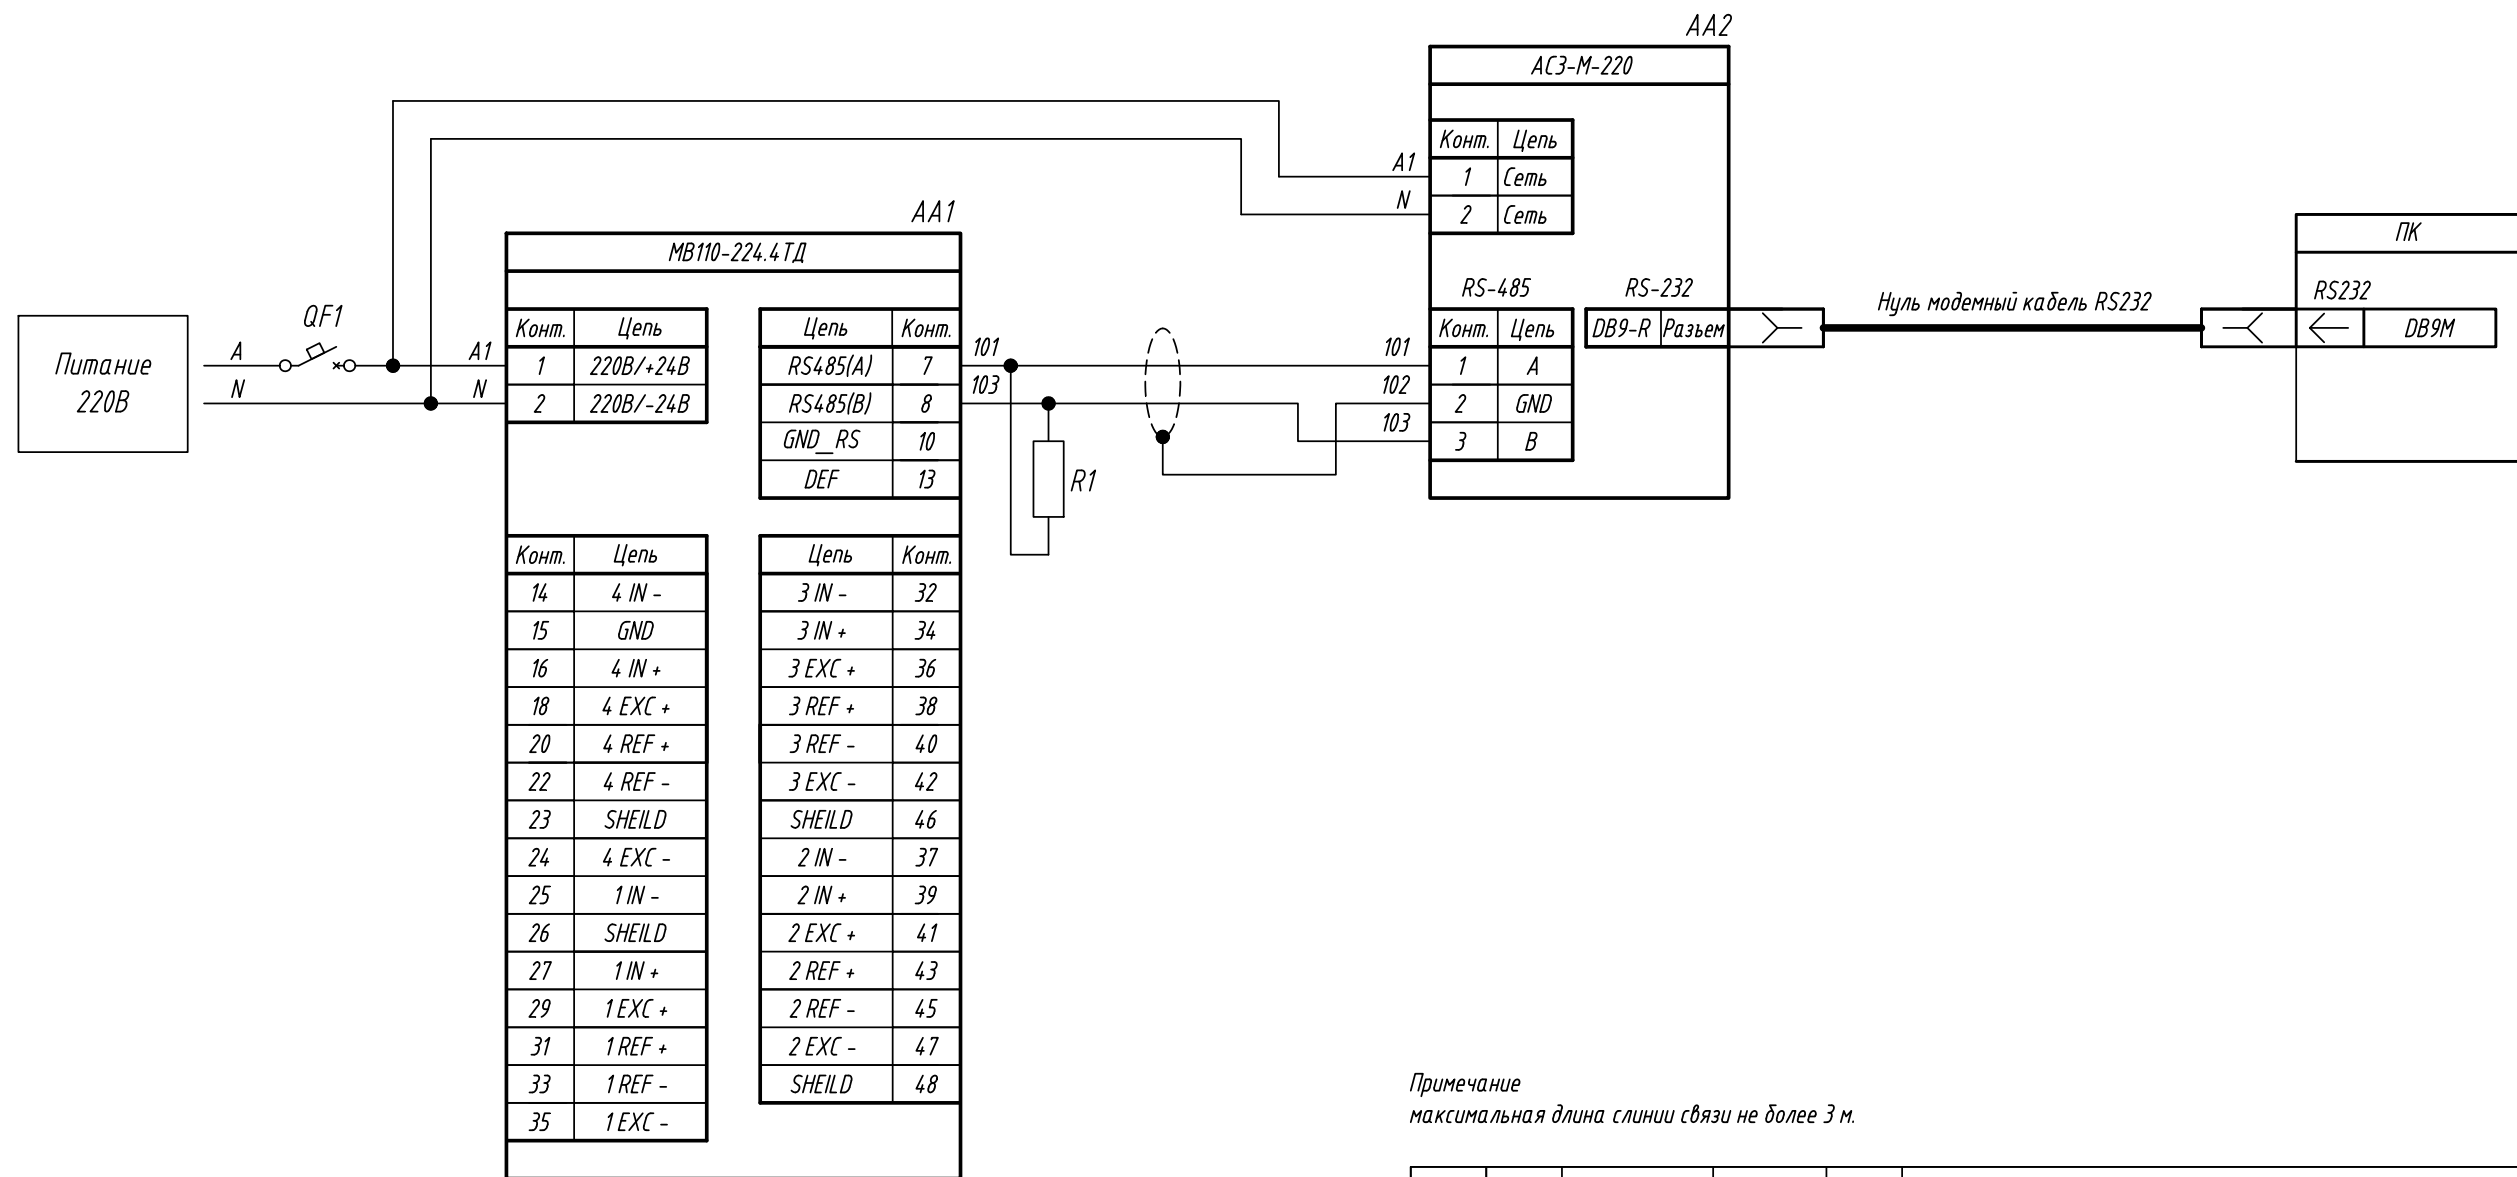 AA2
АС3-М-220
Конт. Цепь
A1 1 Сеть
N 2 Сеть
AA1
МВ110-224.4ТД
ПК
RS-485 RS-232
Нуль модемный кабель RS232
RS232
QF1
Питание
220В
A
N
A1
N
Конт. Цепь
1 220В/+24В
2 220В/-24В
Цепь Конт.
RS485(A) 7
RS485(B) 8
GND_RS 10
DEF 13
101
103
R1
101
102
103
Конт. Цепь
1 A
2 GND
3 B
DB9-R Разъем
DB9M
Конт. Цепь
14 4 IN -
15 GND
16 4 IN +
18 4 EXC +
20 4 REF +
22 4 REF -
23 SHEILD
24 4 EXC -
25 1 IN -
26 SHEILD
27 1 IN +
29 1 EXC +
31 1 REF +
33 1 REF -
35 1 EXC -
Цепь Конт.
3 IN - 32
3 IN + 34
3 EXC + 36
3 REF + 38
3 REF - 40
3 EXC - 42
SHEILD 46
2 IN - 37
2 IN + 39
2 EXC + 41
2 REF + 43
2 REF - 45
2 EXC - 47
SHEILD 48
Примечание
максимальная длина слинии связи не более 3 м.